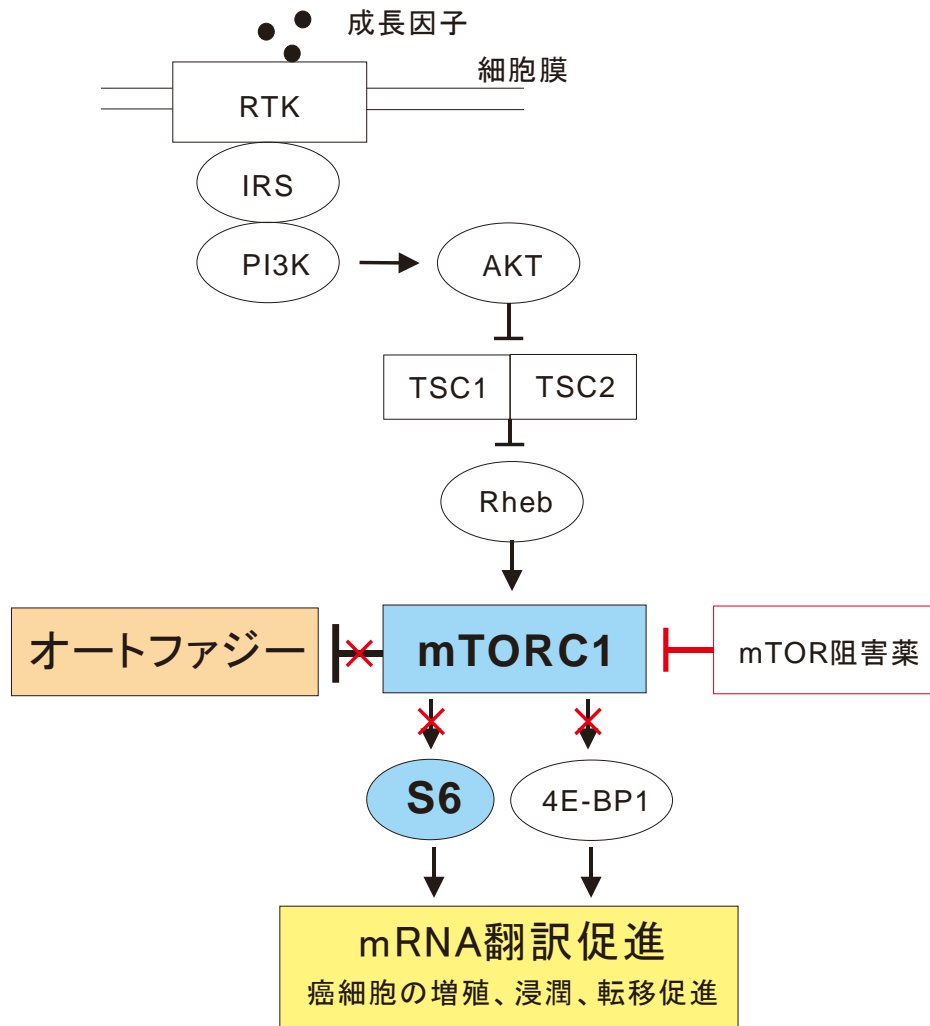 成長因子
細胞膜
RTK
IRS
PI3K
AKT
TSC1
TSC2
Rheb
オートファジー
mTORC1
mTOR阻害薬
S6
4E-BP1
mRNA翻訳促進
癌細胞の増殖、浸潤、転移促進